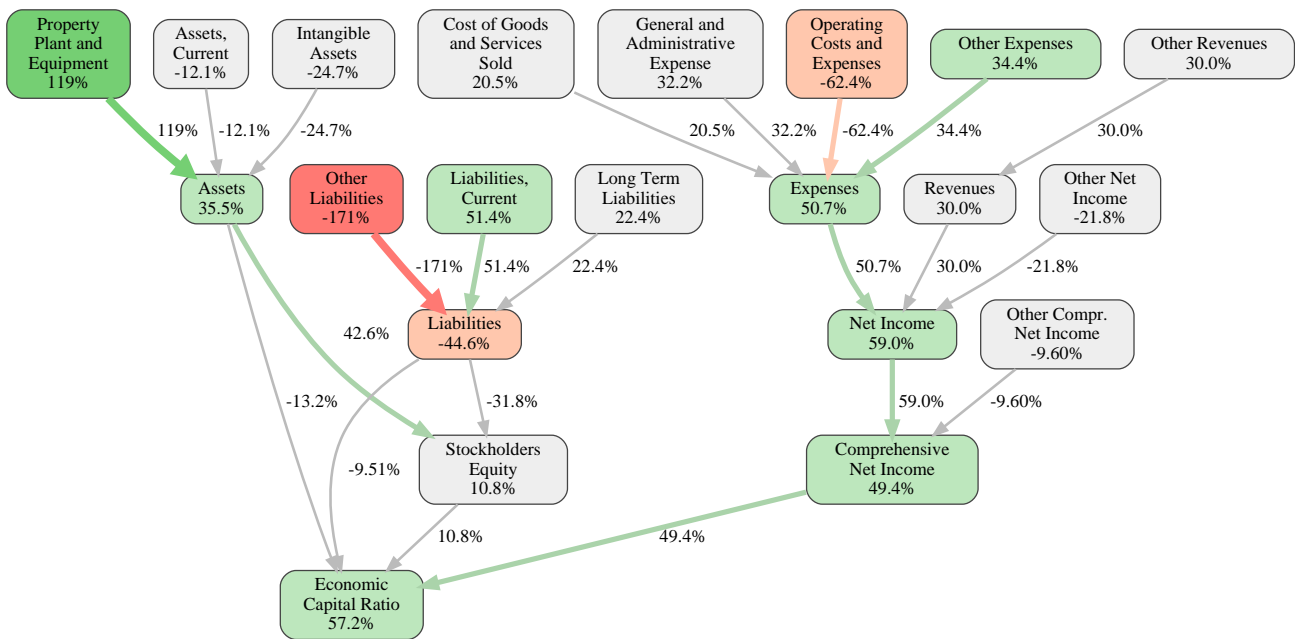 Property
Plant and
Equipment
119%
Assets,
Current
-12.1%
Intangible
Assets
-24.7%
Cost of Goods
and Services
Sold
20.5%
General and
Administrative
Expense
32.2%
Operating
Costs and
Expenses
-62.4%
Other Expenses
34.4%
Other Revenues
30.0%
119%
-12.1%
-24.7%
20.5%
32.2%
-62.4%
34.4%
30.0%
Assets
35.5%
Other
Liabilities
-171%
Liabilities,
Current
51.4%
Long Term
Liabilities
22.4%
Expenses
50.7%
Revenues
30.0%
Other Net
Income
-21.8%
-171%
51.4%
22.4%
50.7%
30.0%
-21.8%
42.6%
Liabilities
-44.6%
Net Income
59.0%
Other Compr.
Net Income
-9.60%
-13.2%
-31.8%
59.0%
-9.60%
-9.51%
Stockholders
Equity
10.8%
Comprehensive
Net Income
49.4%
10.8%
49.4%
Economic
Capital Ratio
57.2%